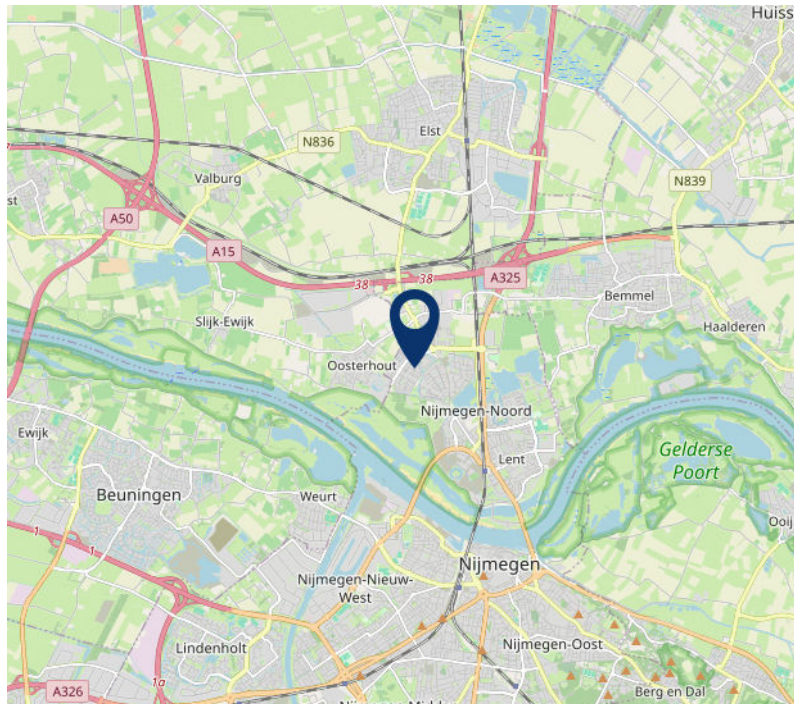 Huiss
Elst
N836
Valburg
N839
st
A50
A15
38
38
A325
Bemmel
Slijk-Ewijk
Haalderen
Oosterhout
Nijmegen-Noord
Ewijk
Lent
Gelderse
Poort
Beuningen
Weurt
Ooij
1
1
Nijmegen
Nijmegen-Nieuw-
West
Lindenholt
Nijmegen-Oost
1a
A326
Berg en Dal